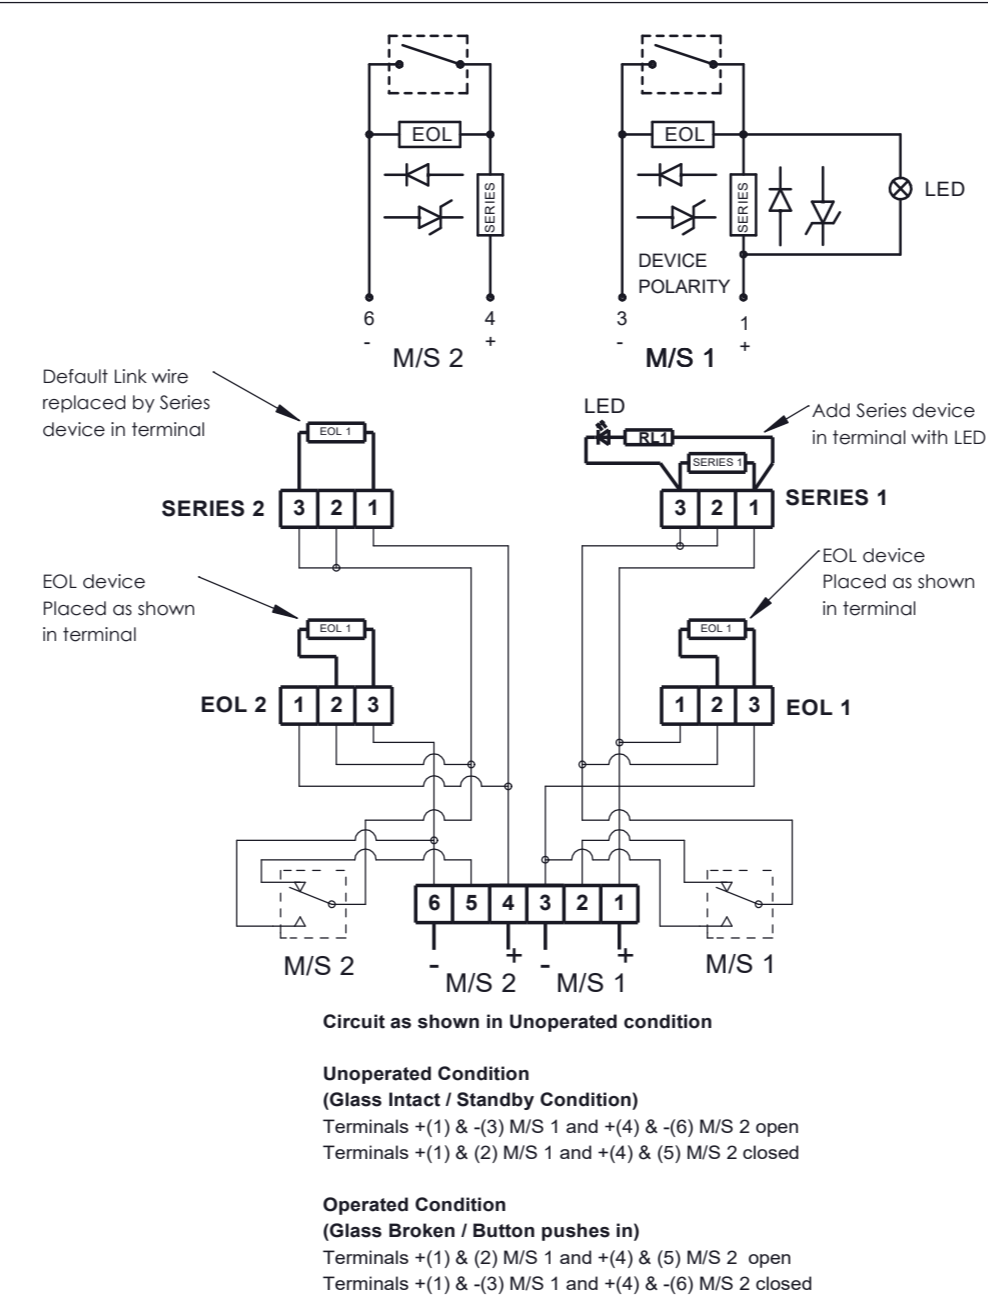 EOL
EOL
SERIES
SERIES
LED
DEVICE
POLARITY
6
4
3
1
-
+
-
+
M/S 2
M/S 1
Default Link wire
replaced by Series
device in terminal
EOL 1
LED
RL1
SERIES 1
Add Series device
in terminal with LED
SERIES 2
3 2 1
3 2 1
SERIES 1
EOL device
Placed as shown
in terminal
EOL 1
EOL 1
EOL device
Placed as shown
in terminal
EOL 2
1 2 3
1 2 3
EOL 1
6 5 4 3 2 1
M/S 2
- + - +
M/S 2
M/S 1
M/S 1
Circuit as shown in Unoperated condition
Unoperated Condition
(Glass Intact / Standby Condition)
Terminals +(1) & -(3) M/S 1 and +(4) & -(6) M/S 2 open
Terminals +(1) & (2) M/S 1 and +(4) & (5) M/S 2 closed
Operated Condition
(Glass Broken / Button pushes in)
Terminals +(1) & (2) M/S 1 and +(4) & (5) M/S 2 open
Terminals +(1) & -(3) M/S 1 and +(4) & -(6) M/S 2 closed